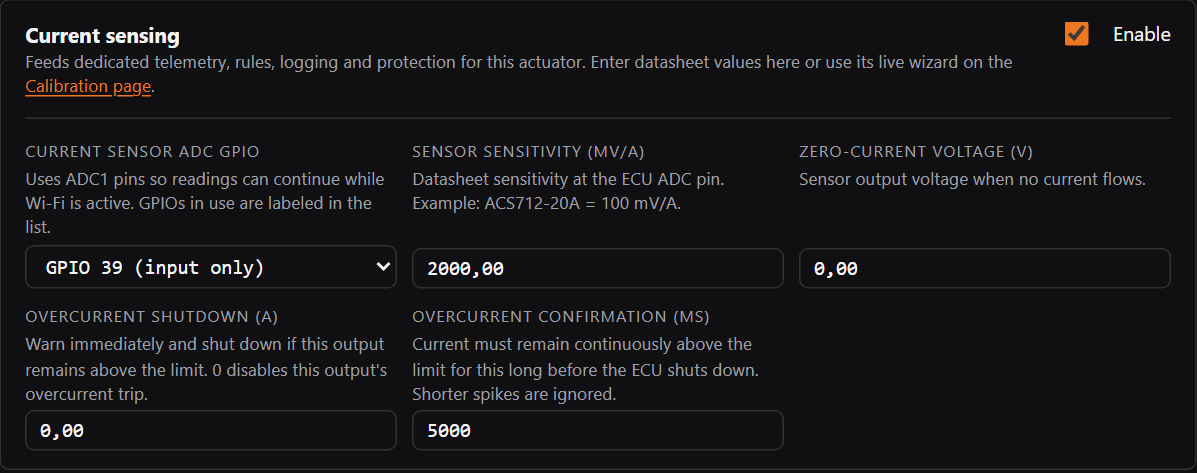 Current sensing
Enable
Feeds dedicated telemetry, rules, logging and protection for this actuator. Enter datasheet values here or use its live wizard on the
Calibration page.
CURRENT SENSOR ADC GPIO
Uses ADC1 pins so readings can continue while
Wi-Fi is active. GPIOs in use are labeled in the
list.
GPIO 39 (input only)
SENSOR SENSITIVITY (MV/A)
Datasheet sensitivity at the ECU ADC pin.
Example: ACS712-20A = 100 mV/A.
2000,00
ZERO-CURRENT VOLTAGE (V)
Sensor output voltage when no current flows.
0,00
OVERCURRENT SHUTDOWN (A)
Warn immediately and shut down if this output
remains above the limit. 0 disables this output's
overcurrent trip.
0,00
OVERCURRENT CONFIRMATION (MS)
Current must remain continuously above the
limit for this long before the ECU shuts down.
Shorter spikes are ignored.
5000